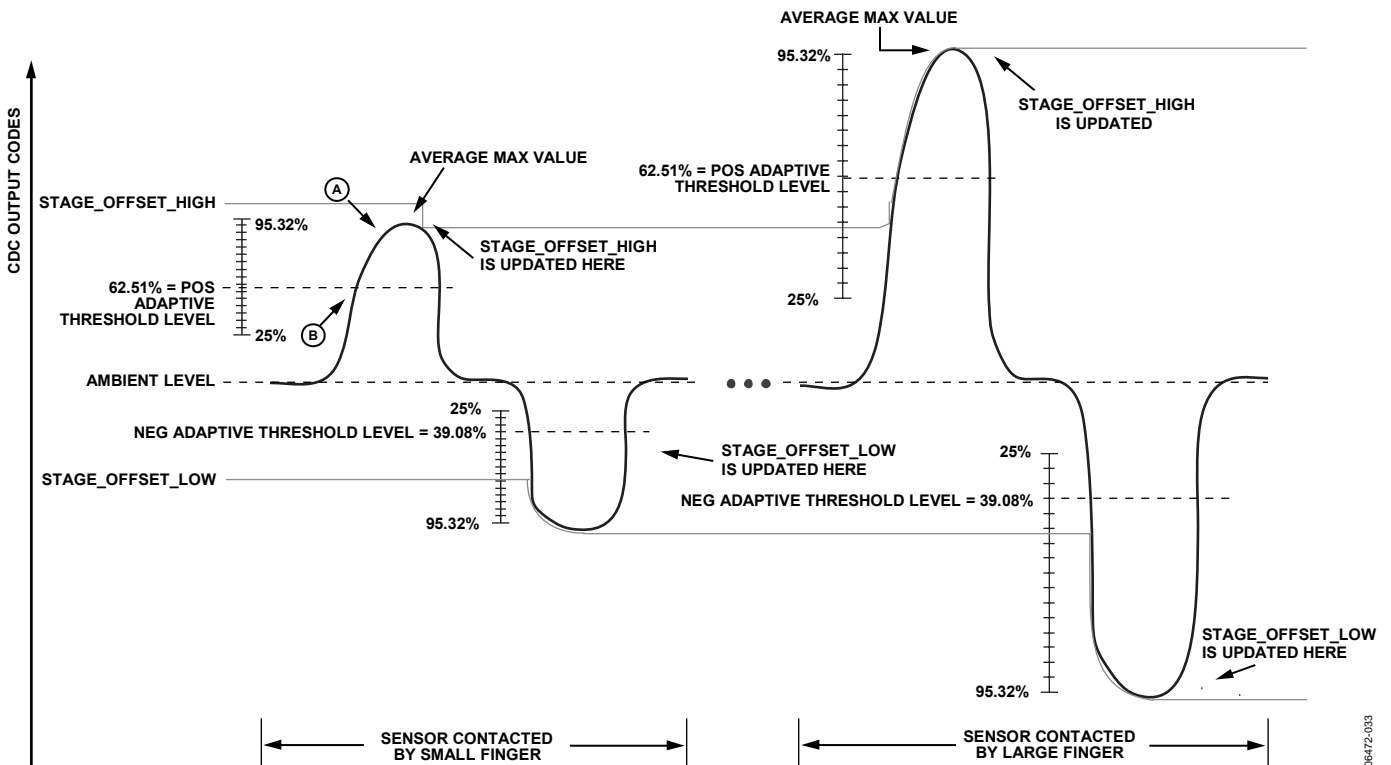 AVERAGE MAX VALUE
95.32%
STAGE_OFFSET_HIGH
IS UPDATED
CDC OUTPUT CODES
AVERAGE MAX VALUE
62.51% = POS ADAPTIVE
THRESHOLD LEVEL
A
STAGE_OFFSET_HIGH
95.32%
STAGE_OFFSET_HIGH
IS UPDATED HERE
62.51% = POS
ADAPTIVE
THRESHOLD LEVEL
25%
B
25%
AMBIENT LEVEL
25%
NEG ADAPTIVE THRESHOLD LEVEL = 39.08%
STAGE_OFFSET_LOW
IS UPDATED HERE
25%
STAGE_OFFSET_LOW
NEG ADAPTIVE THRESHOLD LEVEL = 39.08%
95.32%
STAGE_OFFSET_LOW
IS UPDATED HERE
95.32%
SENSOR CONTACTED
BY SMALL FINGER
SENSOR CONTACTED
BY LARGE FINGER
06472-033